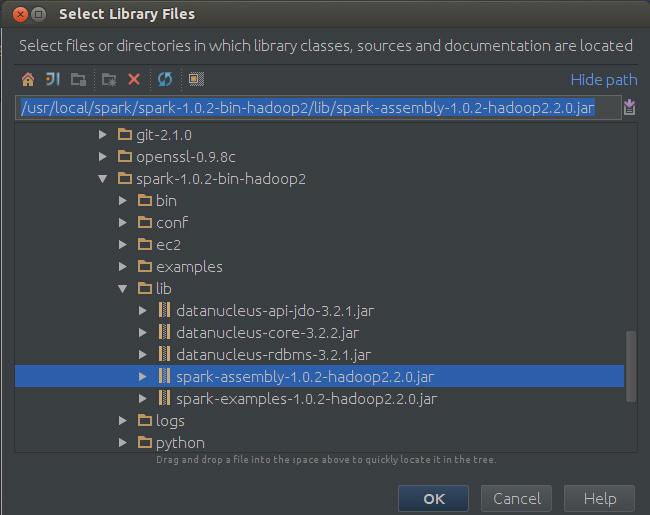 Select Library Files
Select files or directories in which library classes, sources and documentation are located
Hide path
/usr/local/spark/spark-1.0.2-bin-hadoop2/lib/spark-assembly-1.0.2-hadoop2.2.0.jar
git-2.1.0
openssl-0.9.8c
spark-1.0.2-bin-hadoop2
bin
conf
ec2
examples
lib
datanucleus-api-jdo-3.2.1.jar
datanucleus-core-3.2.2.jar
datanucleus-rdbms-3.2.1.jar
spark-assembly-1.0.2-hadoop2.2.0.jar
spark-examples-1.0.2-hadoop2.2.0.jar
logs
python
Drag and drop a file into the space above to quickly locate it in the tree.
OK Cancel Help